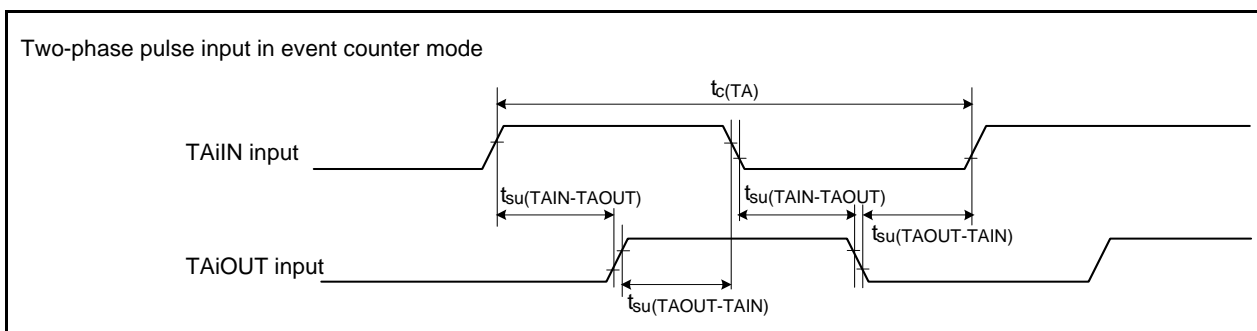 Two-phase pulse input in event counter mode
tc(TA)
TAiIN input
tsu(TAIN-TAOUT)
tsu(TAIN-TAOUT)
tsu(TAOUT-TAIN)
TAiOUT input
tsu(TAOUT-TAIN)